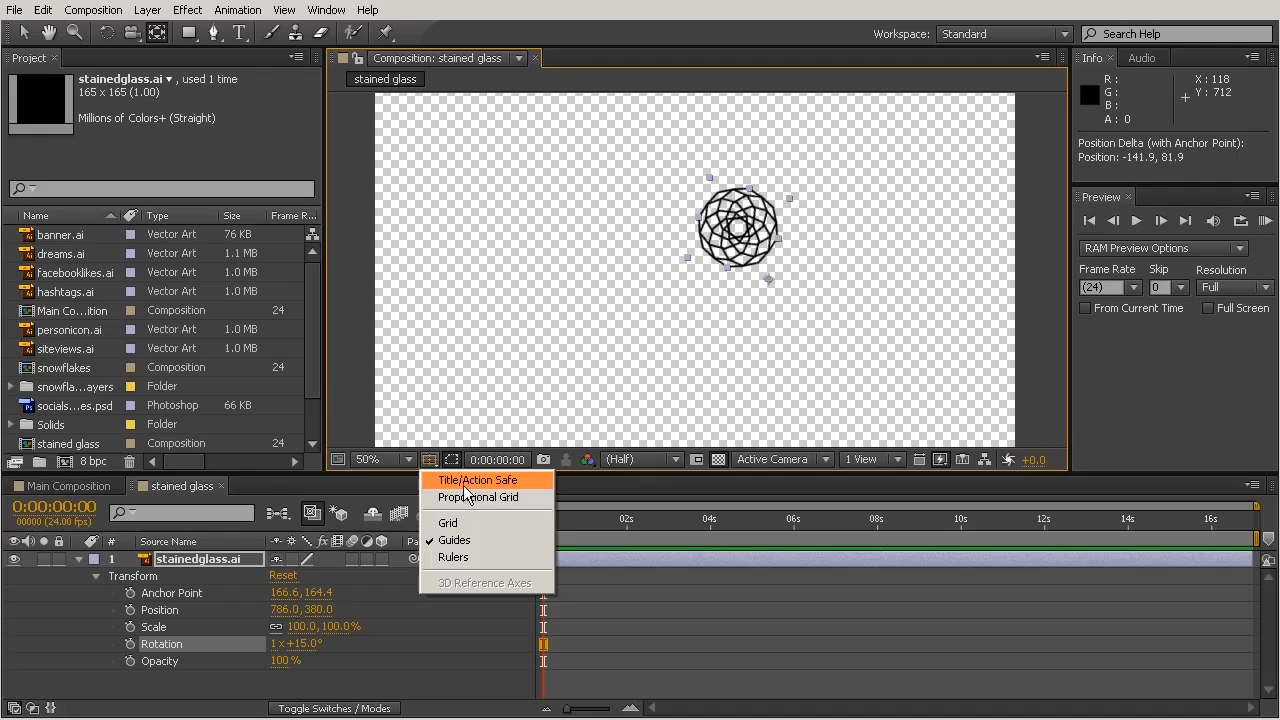 File Edit Composition Layer Effect Animation View Window Help
Workspace: Standard Search Help
Project
Composition: stained glass
Info Audio
stainedglass.ai , used 1 time
165 x 165 (1.00)
Millions of Colors+ (Straight)
stained glass
R :
G :
B :
A : 0
X : 118
Y : 712
Position Delta (with Anchor Point):
Position: -141.9, 81.9
Preview
Name Type Size Frame R...
banner.ai Vector Art 76 KB
dreams.ai Vector Art 1.1 MB
facebooklikes.ai Vector Art 1.0 MB
hashtags.ai Vector Art 1.0 MB
Main Co...ition Composition 24
personicon.ai Vector Art 1.0 MB
siteviews.ai Vector Art 1.0 MB
snowflakes Composition 24
snowfla...ayers Folder
socials...es.psd Photoshop 66 KB
Solids Folder
stained glass Composition 24
8 bpc
RAM Preview Options
Frame Rate Skip Resolution
(24) 0 Full
From Current Time Full Screen
50% 0:00:00:00 (Half) Active Camera 1 View +0.0
Title/Action Safe
Proportional Grid
Grid
Guides
Rulers
3D Reference Axes
Main Composition stained glass
0:00:00:00
00000 (24.00 fps)
02s 04s 06s 08s 10s 12s 14s 16s
# Source Name Pa
1 stainedglass.ai
Transform Reset
Anchor Point 166.6, 164.4
Position 786.0, 380.0
Scale 100.0, 100.0%
Rotation 1x +15.0°
Opacity 100%
Toggle Switches / Modes